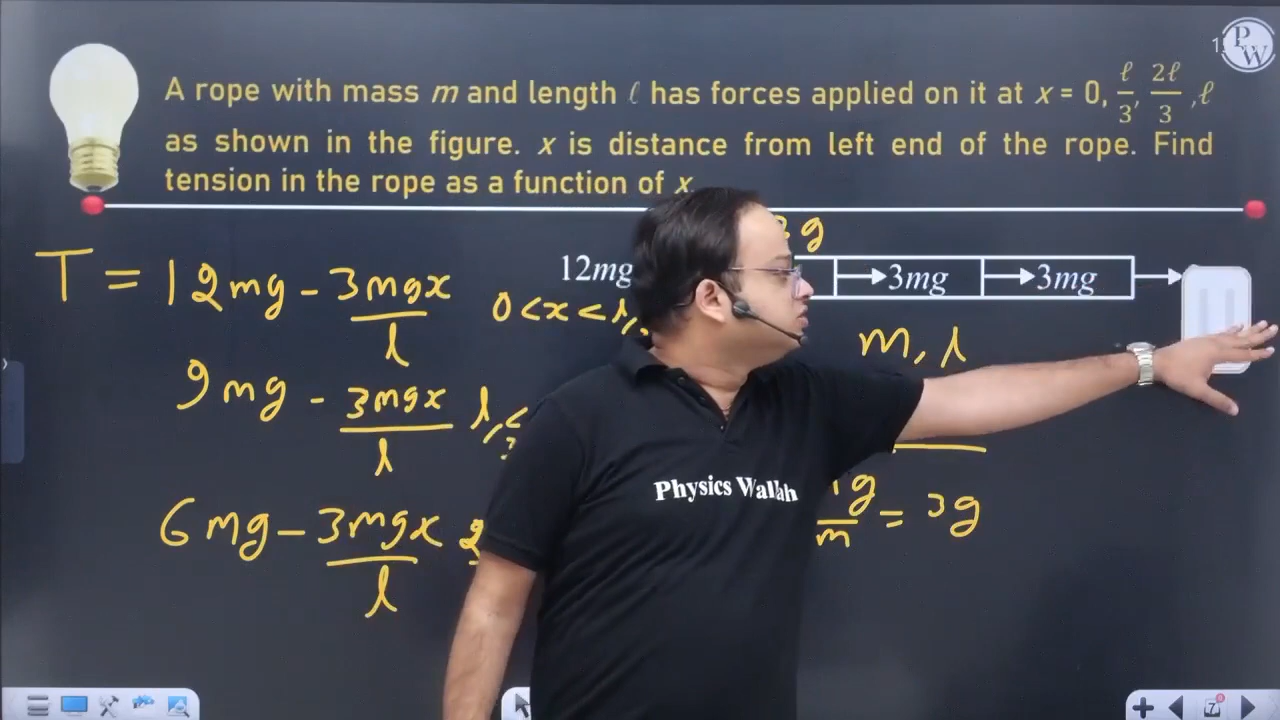 PW
A rope with mass m and length ℓ has forces applied on it at x = 0, ℓ/3, 2ℓ/3, ℓ
as shown in the figure. x is distance from left end of the rope. Find
tension in the rope as a function of x
g
T = 12mg - 3mgx/l 0<x<l/
12mg 3mg 3mg
m, l
9mg - 3mgx/l l/
6mg - 3mgx/l 2
g/m = 3g
Physics Wallah
7